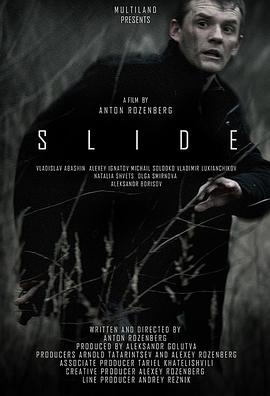 MULTILAND
PRESENTS
A FILM BY
ANTON ROZENBERG
SLIDE
VLADISLAV ABASHIN ALEXEY IGNATOV MICHAIL SOLODKO VLADIMIR LUKIANCHIKOV
NATALIA SHVETS OLGA SMIRNOVA
ALEKSANDR BORISOV
WRITTEN AND DIRECTED BY
ANTON ROZENBERG
PRODUCED BY ALEKSANDR GOLUTVA
PRODUCERS ARNOLD TATARINTSEV AND ALEXEY ROZENBERG
ASSOCIATE PRODUCER TARIEL KHATELISHVILI
CREATIVE PRODUCER ALEXEY ROZENBERG
LINE PRODUCER ANDREY REZNIK